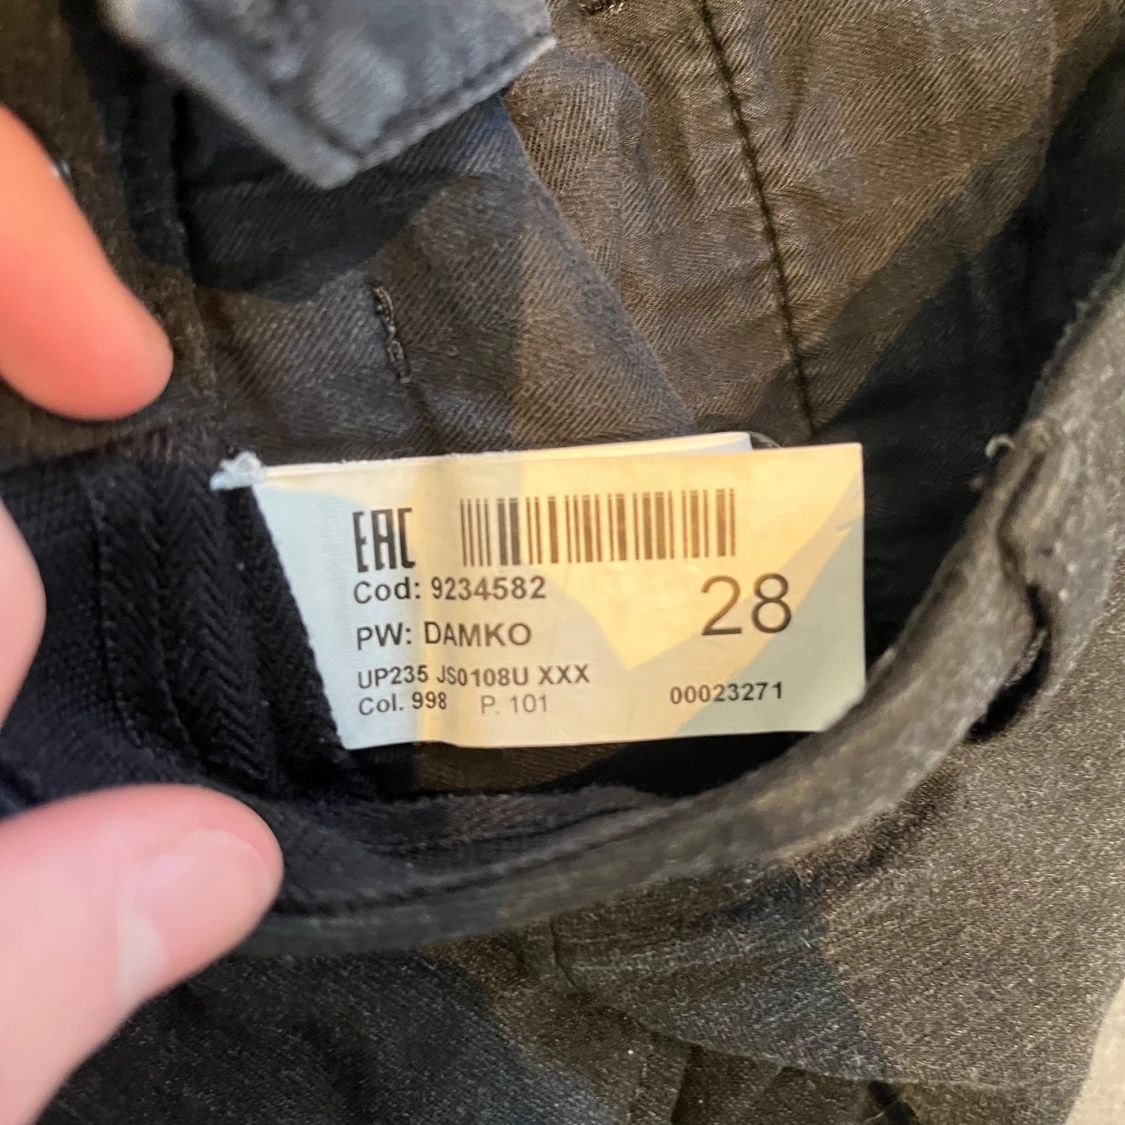 EAC
Cod: 9234582
28
PW: DAMKO
UP235 JS0108U XXX
Col. 998 P. 101 00023271